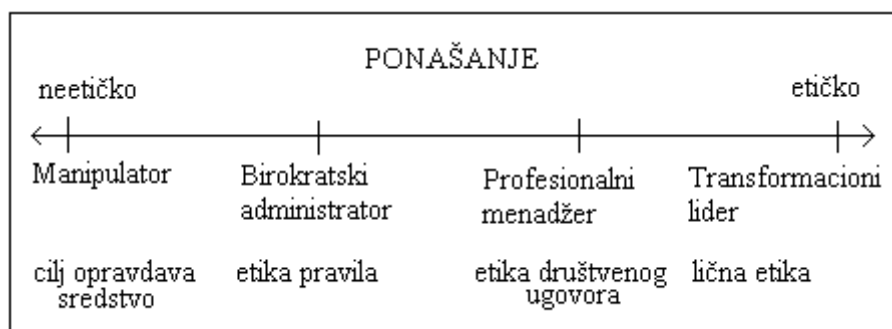 PONAŠANJE
neetičko etičko
Manipulator Birokratski administrator Profesionalni menadžer Transformacioni lider
cilj opravdava sredstvo etika pravila etika društvenog ugovora lična etika